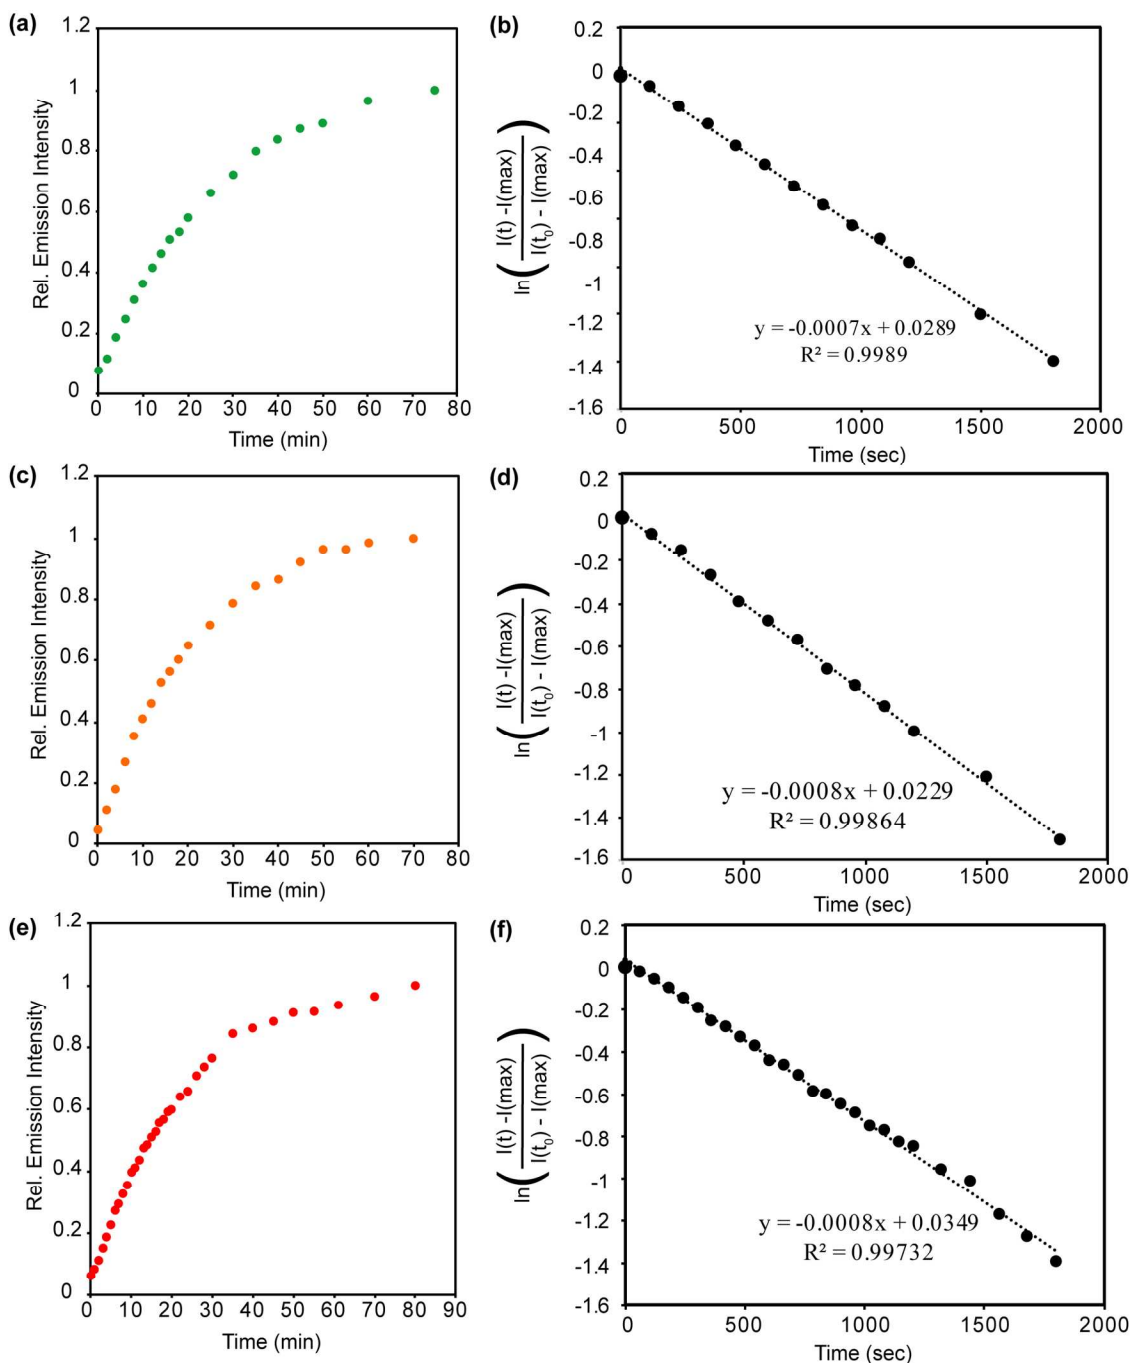 (a)
Rel. Emission Intensity
1.2
1
0.8
0.6
0.4
0.2
0
0 10 20 30 40 50 60 70 80
Time (min)
(b)
ln( I(t) -I(max) / I(t₀) - I(max) )
0.2
0
-0.2
-0.4
-0.6
-0.8
-1
-1.2
-1.4
-1.6
y = -0.0007x + 0.0289
R² = 0.9989
0 500 1000 1500 2000
Time (sec)
(c)
Rel. Emission Intensity
1.2
1
0.8
0.6
0.4
0.2
0
0 10 20 30 40 50 60 70 80
Time (min)
(d)
ln( I(t) -I(max) / I(t₀) - I(max) )
0.2
0
-0.2
-0.4
-0.6
-0.8
-1
-1.2
-1.4
-1.6
y = -0.0008x + 0.0229
R² = 0.99864
0 500 1000 1500 2000
Time (sec)
(e)
Rel. Emission Intensity
1.2
1
0.8
0.6
0.4
0.2
0
0 10 20 30 40 50 60 70 80 90
Time (min)
(f)
ln( I(t) -I(max) / I(t₀) - I(max) )
0.2
0
-0.2
-0.4
-0.6
-0.8
-1
-1.2
-1.4
-1.6
y = -0.0008x + 0.0349
R² = 0.99732
0 500 1000 1500 2000
Time (sec)